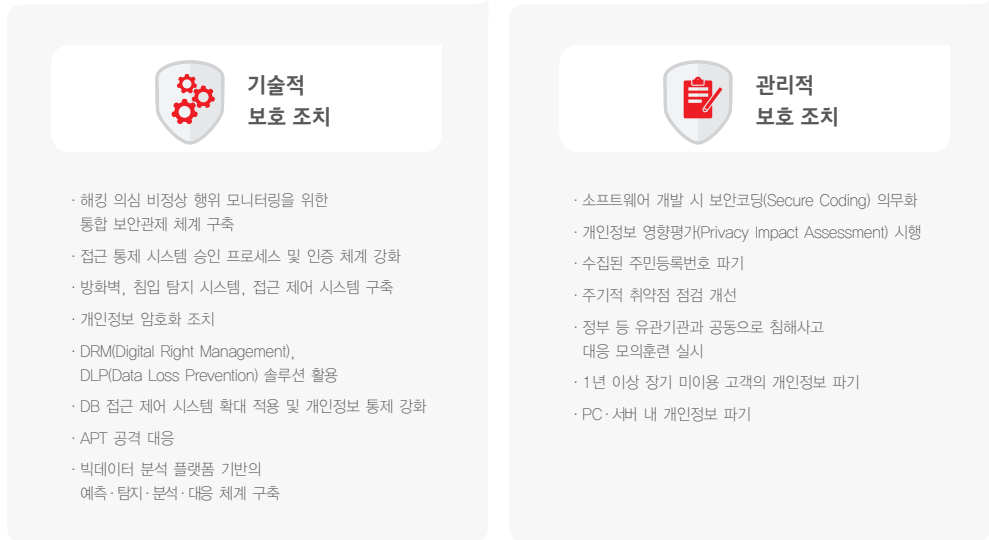 기술적
보호 조치
· 해킹 의심 비정상 행위 모니터링을 위한
통합 보안관제 체계 구축
· 접근 통제 시스템 승인 프로세스 및 인증 체계 강화
· 방화벽, 침입 탐지 시스템, 접근 제어 시스템 구축
· 개인정보 암호화 조치
· DRM(Digital Right Management),
DLP(Data Loss Prevention) 솔루션 활용
· DB 접근 제어 시스템 확대 적용 및 개인정보 통제 강화
· APT 공격 대응
· 빅데이터 분석 플랫폼 기반의
예측·탐지·분석·대응 체계 구축
관리적
보호 조치
· 소프트웨어 개발 시 보안코딩(Secure Coding) 의무화
· 개인정보 영향평가(Privacy Impact Assessment) 시행
· 수집된 주민등록번호 파기
· 주기적 취약점 점검 개선
· 정부 등 유관기관과 공동으로 침해사고
대응 모의훈련 실시
· 1년 이상 장기 미이용 고객의 개인정보 파기
· PC·서버 내 개인정보 파기